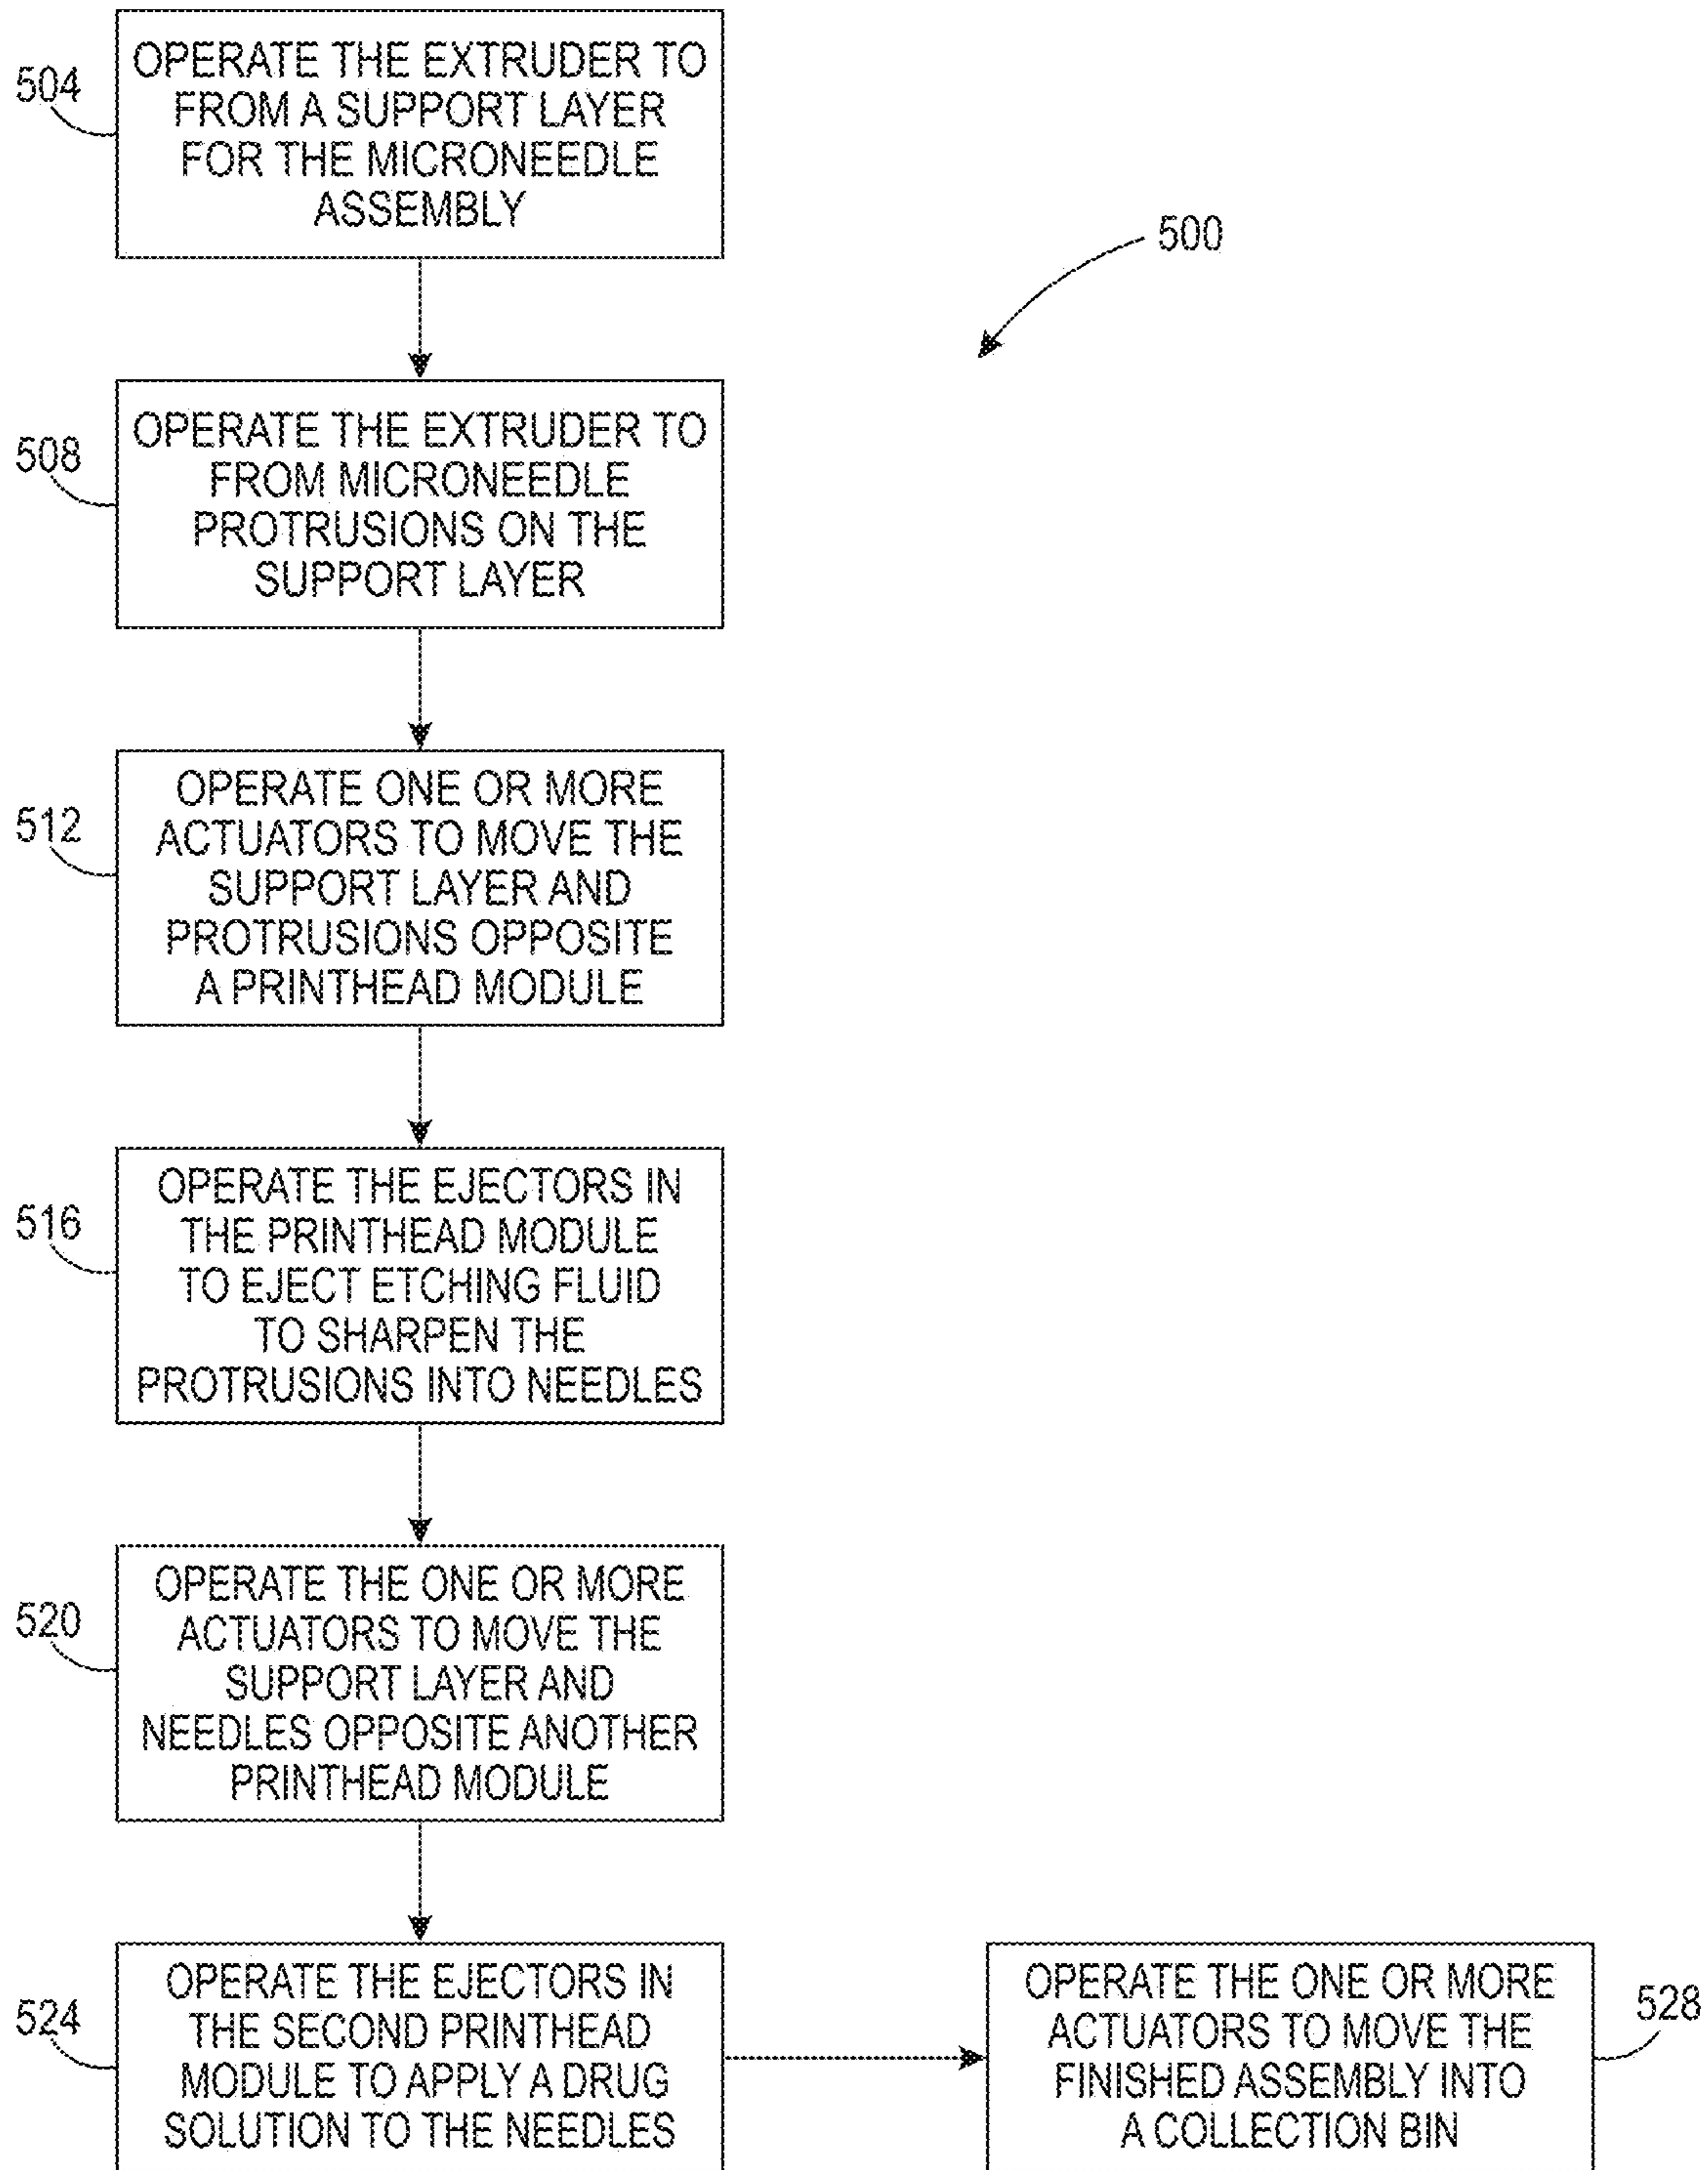 504
OPERATE THE EXTRUDER TO
FROM A SUPPORT LAYER
FOR THE MICRONEEDLE
ASSEMBLY
500
508
OPERATE THE EXTRUDER TO
FROM MICRONEEDLE
PROTRUSIONS ON THE
SUPPORT LAYER
512
OPERATE ONE OR MORE
ACTUATORS TO MOVE THE
SUPPORT LAYER AND
PROTRUSIONS OPPOSITE
A PRINTHEAD MODULE
516
OPERATE THE EJECTORS IN
THE PRINTHEAD MODULE
TO EJECT ETCHING FLUID
TO SHARPEN THE
PROTRUSIONS INTO NEEDLES
520
OPERATE THE ONE OR MORE
ACTUATORS TO MOVE THE
SUPPORT LAYER AND
NEEDLES OPPOSITE ANOTHER
PRINTHEAD MODULE
524
OPERATE THE EJECTORS IN
THE SECOND PRINTHEAD
MODULE TO APPLY A DRUG
SOLUTION TO THE NEEDLES
OPERATE THE ONE OR MORE
ACTUATORS TO MOVE THE
FINISHED ASSEMBLY INTO
A COLLECTION BIN
528